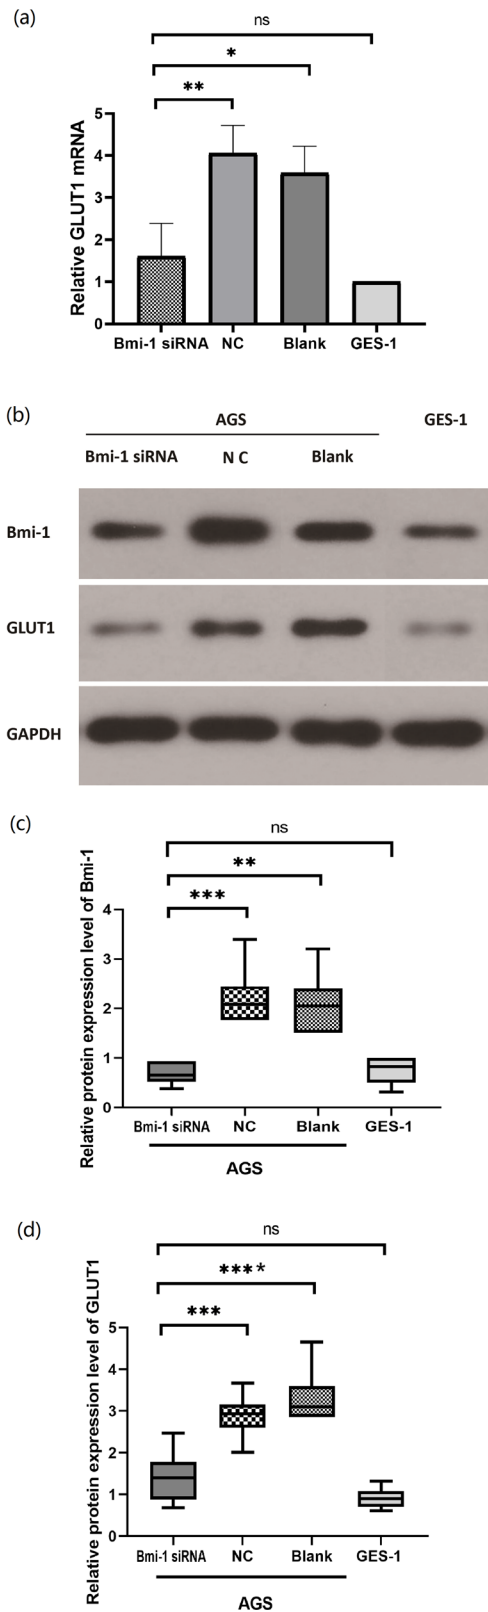 (a)
ns
*
**
Relative GLUT1 mRNA
5
4
3
2
1
0
Bmi-1 siRNA NC Blank GES-1
(b)
AGS GES-1
Bmi-1 siRNA N C Blank
Bmi-1
GLUT1
GAPDH
(c)
ns
**
***
Relative protein expression level of Bmi-1
4
3
2
1
0
Bmi-1 siRNA NC Blank GES-1
AGS
(d)
ns
****
***
Relative protein expression level of GLUT1
5
4
3
2
1
0
Bmi-1 siRNA NC Blank GES-1
AGS